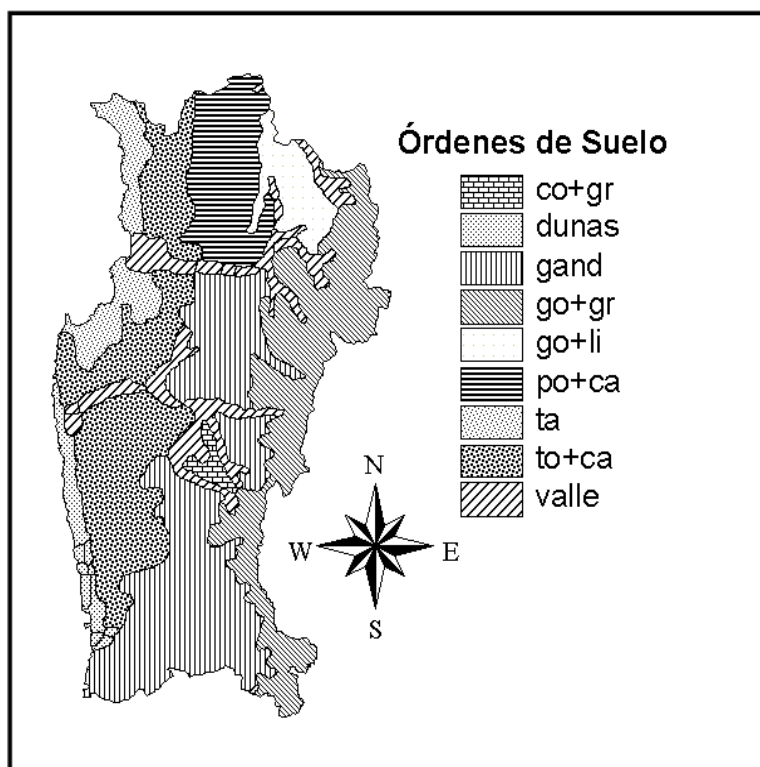 Órdenes de Suelo
co+gr
dunas
gand
go+gr
go+li
po+ca
ta
to+ca
valle
N
W E
S